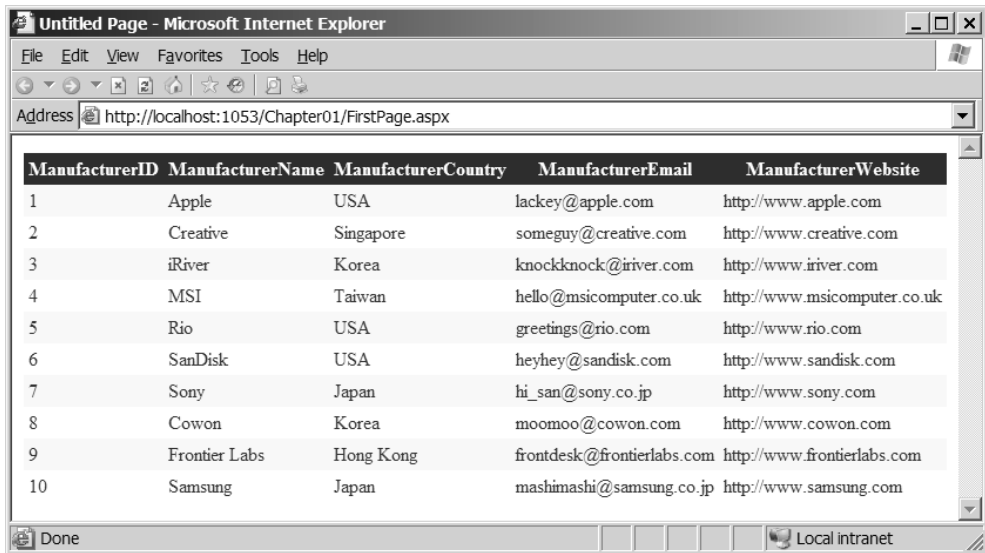 Untitled Page - Microsoft Internet Explorer
File Edit View Favorites Tools Help
Address http://localhost:1053/Chapter01/FirstPage.aspx
ManufacturerID ManufacturerName ManufacturerCountry ManufacturerEmail ManufacturerWebsite
1 Apple USA lackey@apple.com http://www.apple.com
2 Creative Singapore someguy@creative.com http://www.creative.com
3 iRiver Korea knockknock@iriver.com http://www.iriver.com
4 MSI Taiwan hello@msicomputer.co.uk http://www.msicomputer.co.uk
5 Rio USA greetings@rio.com http://www.rio.com
6 SanDisk USA heyhey@sandisk.com http://www.sandisk.com
7 Sony Japan hi_san@sony.co.jp http://www.sony.com
8 Cowon Korea moomoo@cowon.com http://www.cowon.com
9 Frontier Labs Hong Kong frontdesk@frontierlabs.com http://www.frontierlabs.com
10 Samsung Japan mashimashi@samsung.co.jp http://www.samsung.com
Done Local intranet